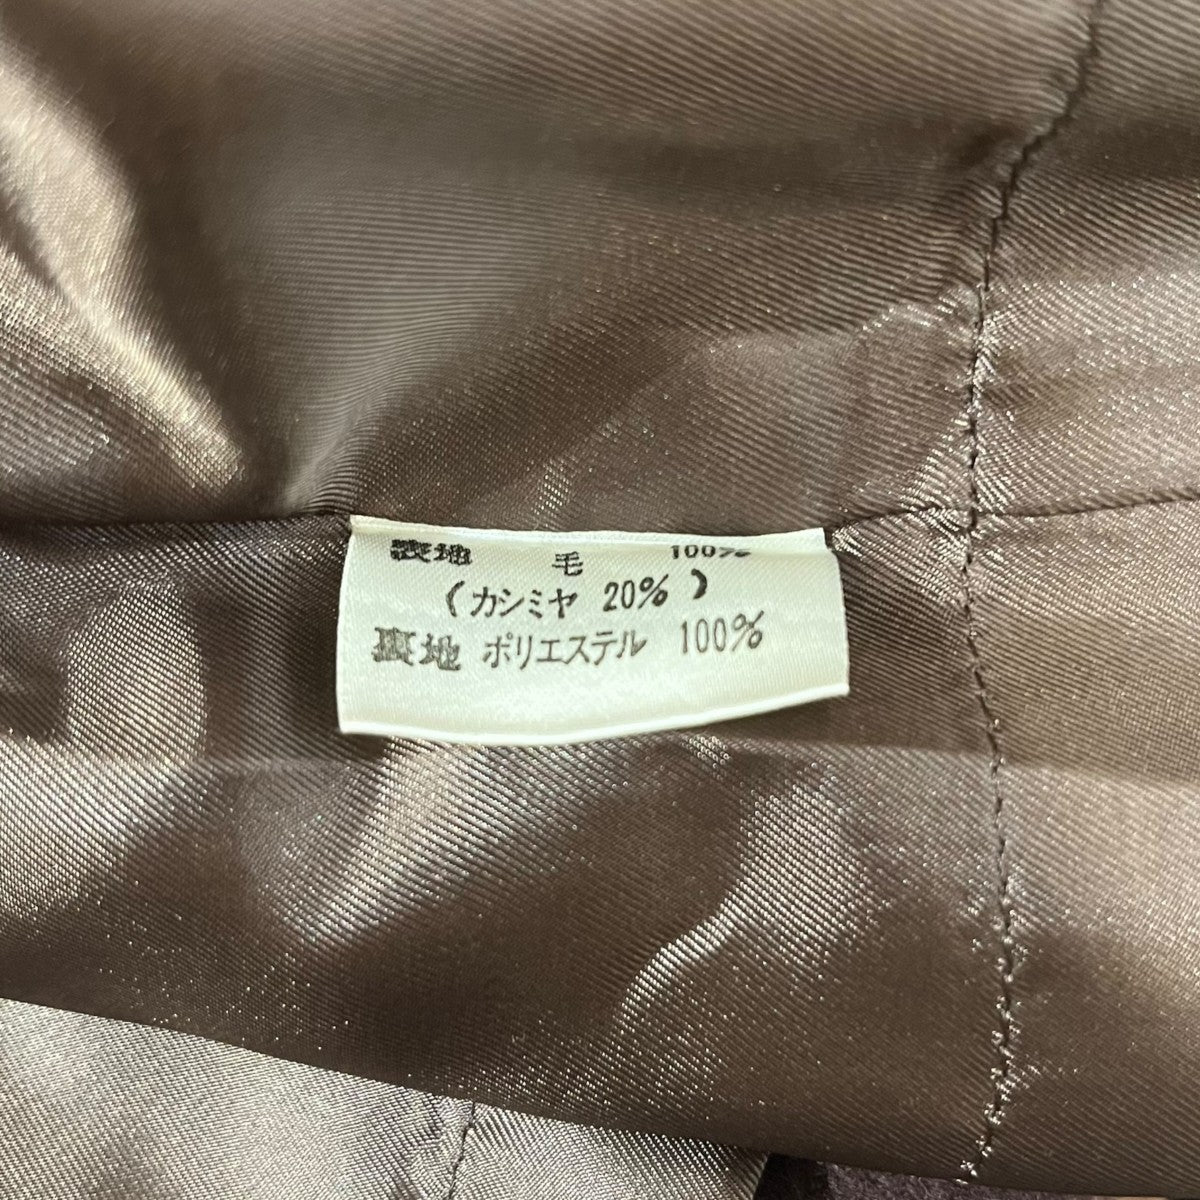 表地 毛 100%
(カシミヤ 20%)
裏地 ポリエステル 100%